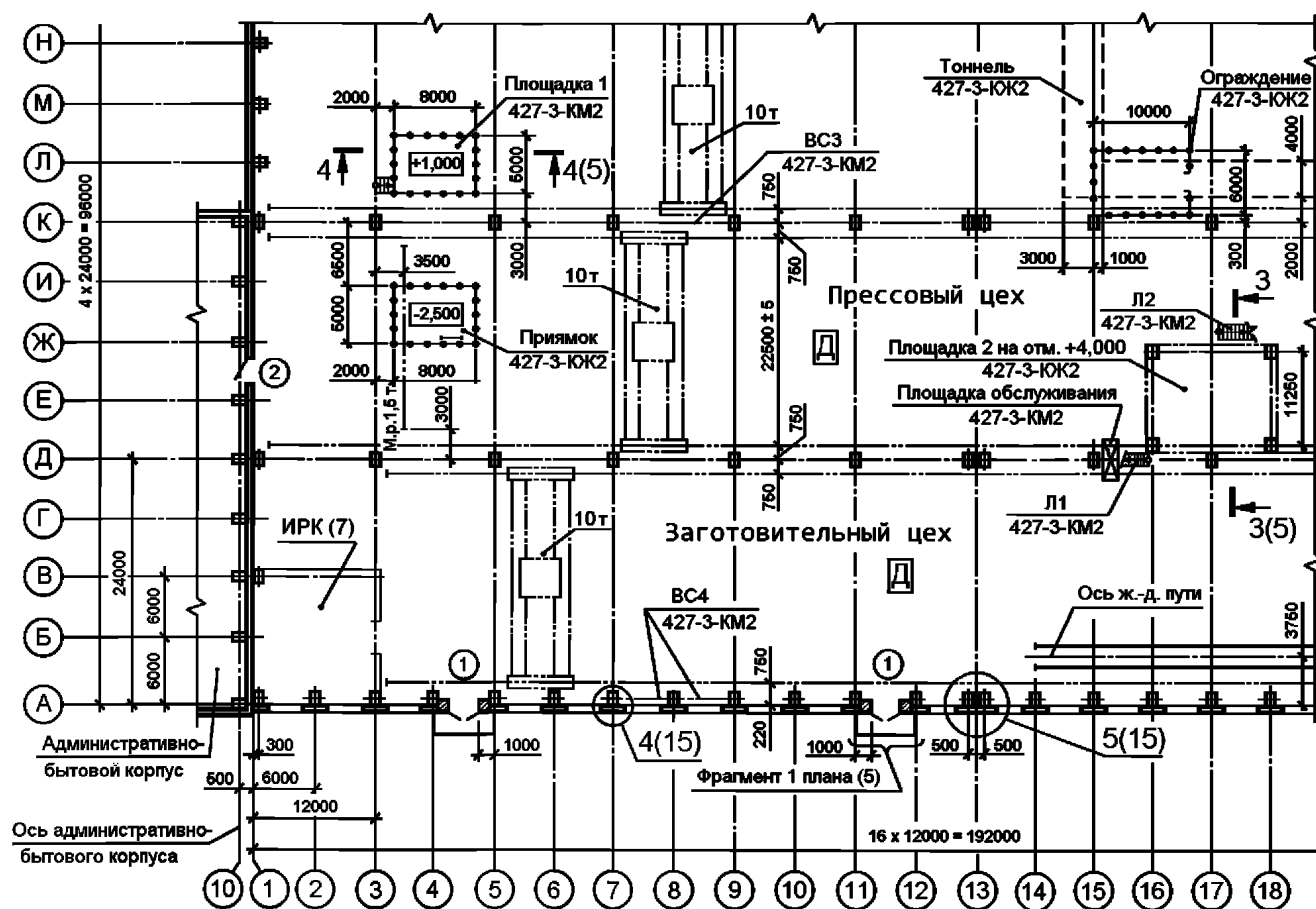 Н
М
Л
К
И
Ж
Е
Д
Г
В
Б
А
4 x 24000 = 96000
24000
6000
6000
2000
8000
Площадка 1
427-3-КМ2
+1,000
4
4(5)
5000
3000
6500
5000
3500
-2,500
Приямок
427-3-КЖ2
2000
8000
М.р.1,5 т
3000
2
10т
ВС3
427-3-КМ2
750
750
10т
22500 ± 5
750
750
Тоннель
427-3-КЖ2
Ограждение
427-3-КЖ2
10000
4000
6000
300
2000
3000
1000
Прессовый цех
Д
3
Л2
427-3-КМ2
Площадка 2 на отм. +4,000
427-3-КЖ2
11250
Площадка обслуживания
427-3-КМ2
Л1
427-3-КМ2
3(5)
ИРК (7)
10т
Заготовительный цех
Д
ВС4
427-3-КМ2
Ось ж.-д. пути
3750
750
220
1
1
Административно-
бытовой корпус
300
500
6000
12000
1000
4(15)
1000
500
500
5(15)
Фрагмент 1 плана (5)
Ось административно-
бытового корпуса
16 x 12000 = 192000
10
1
2
3
4
5
6
7
8
9
10
11
12
13
14
15
16
17
18